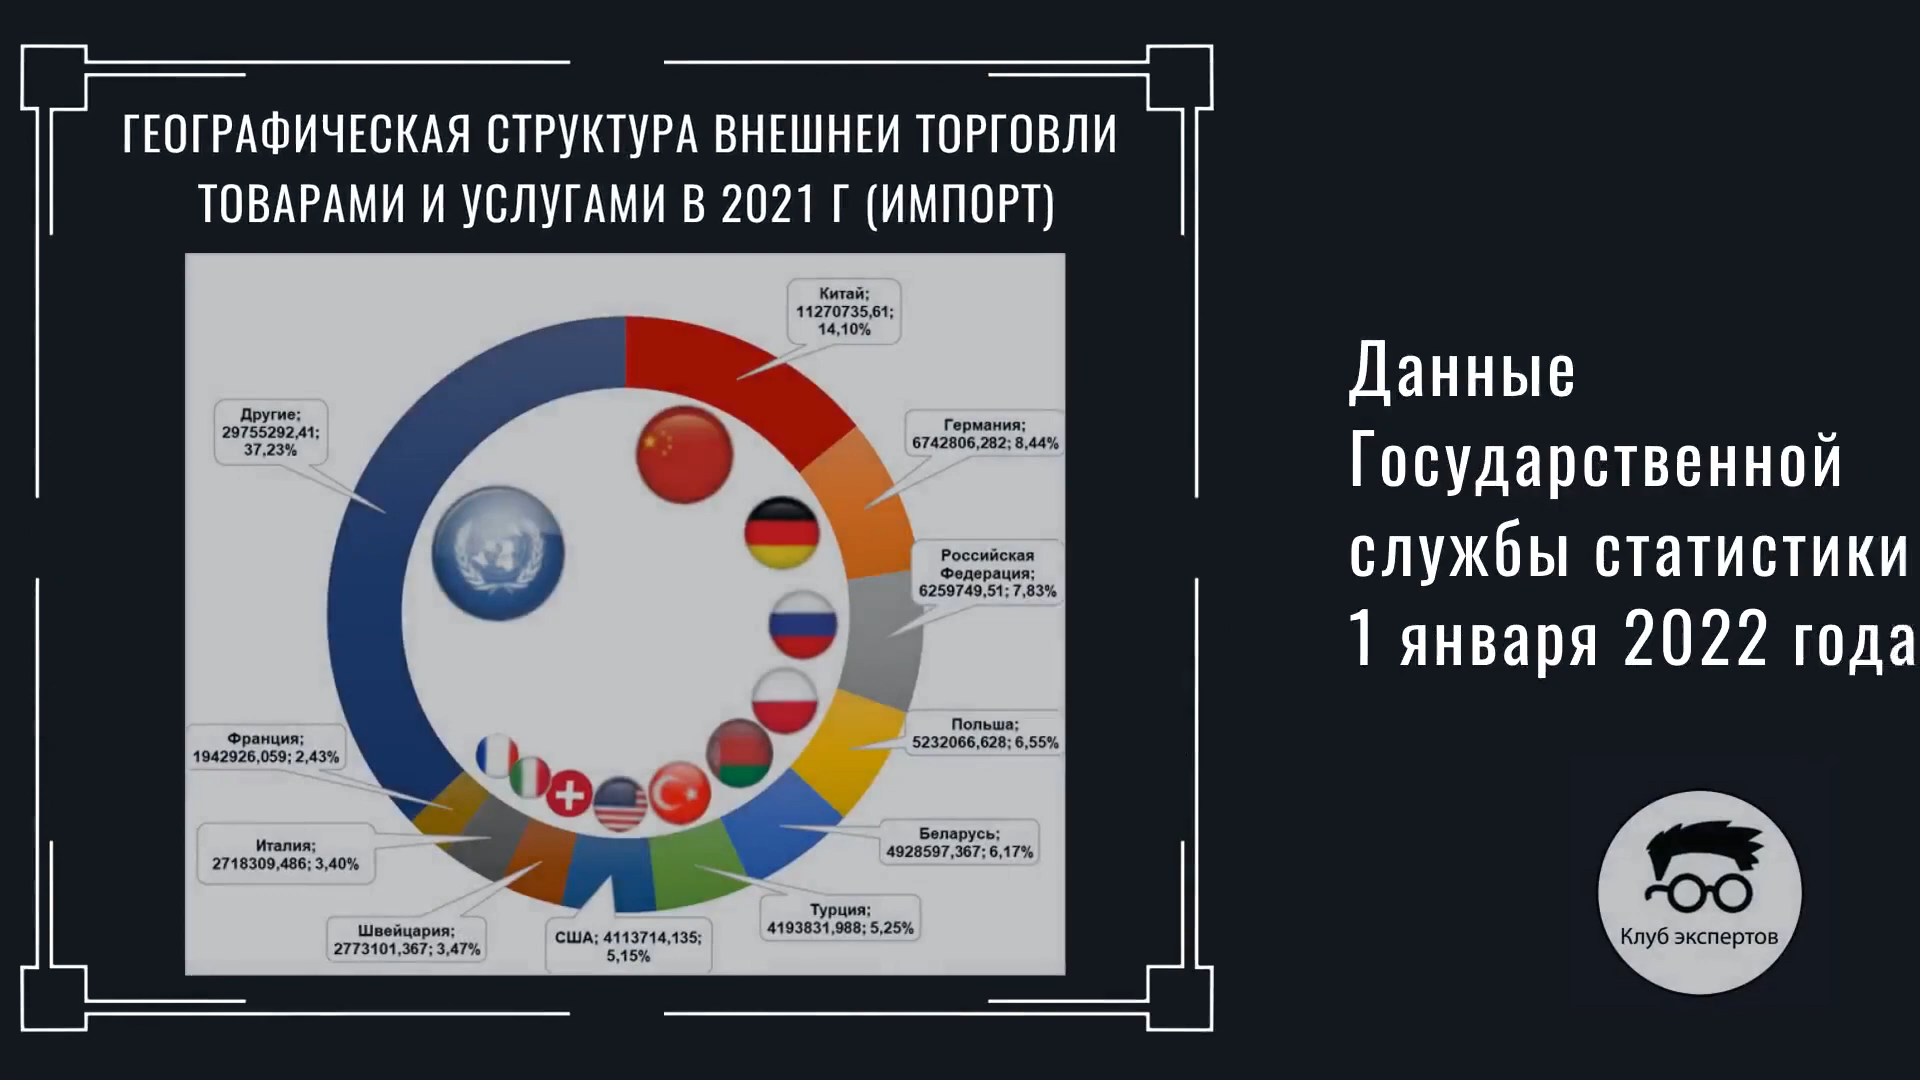 ГЕОГРАФИЧЕСКАЯ СТРУКТУРА ВНЕШНЕИ ТОРГОВЛИ
ТОВАРАМИ И УСЛУГАМИ В 2021 Г (ИМПОРТ)
Китай;
11270735,61;
14,10%
Германия;
6742806,282; 8,44%
Российская
Федерация;
6259749,51; 7,83%
Польша;
5232066,628; 6,55%
Беларусь;
4928597,367; 6,17%
Турция;
4193831,988; 5,25%
США; 4113714,135;
5,15%
Швейцария;
2773101,367; 3,47%
Италия;
2718309,486; 3,40%
Франция;
1942926,059; 2,43%
Другие;
29755292,41;
37,23%
Данные
Государственной
службы статистики
1 января 2022 года
Клуб экспертов